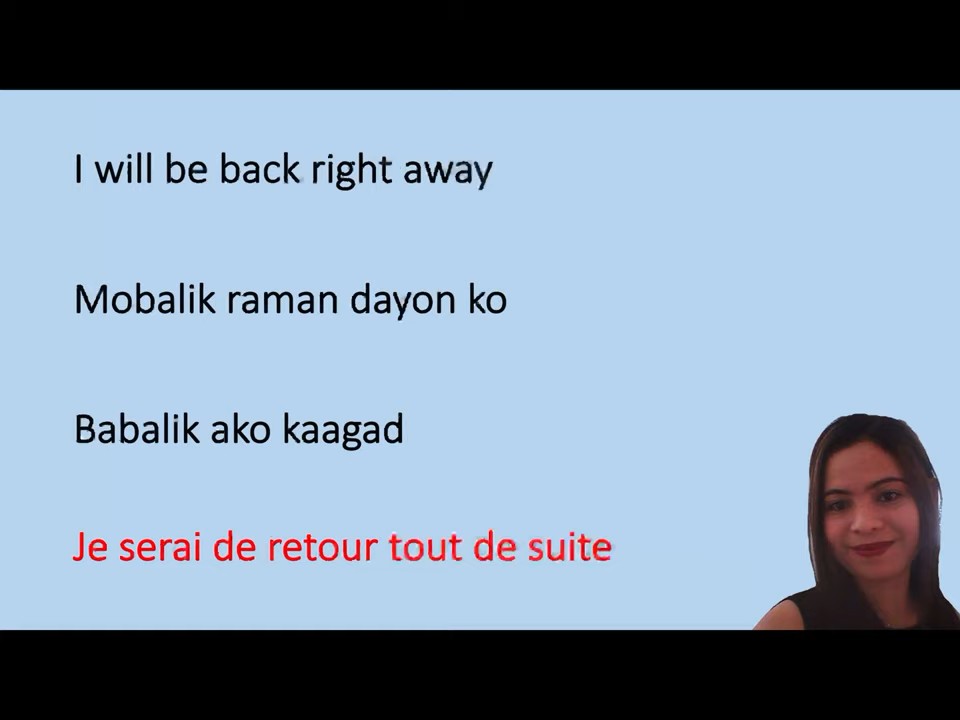 I will be back right away
Mobalik raman dayon ko
Babalik ako kaagad
Je serai de retour tout de suite